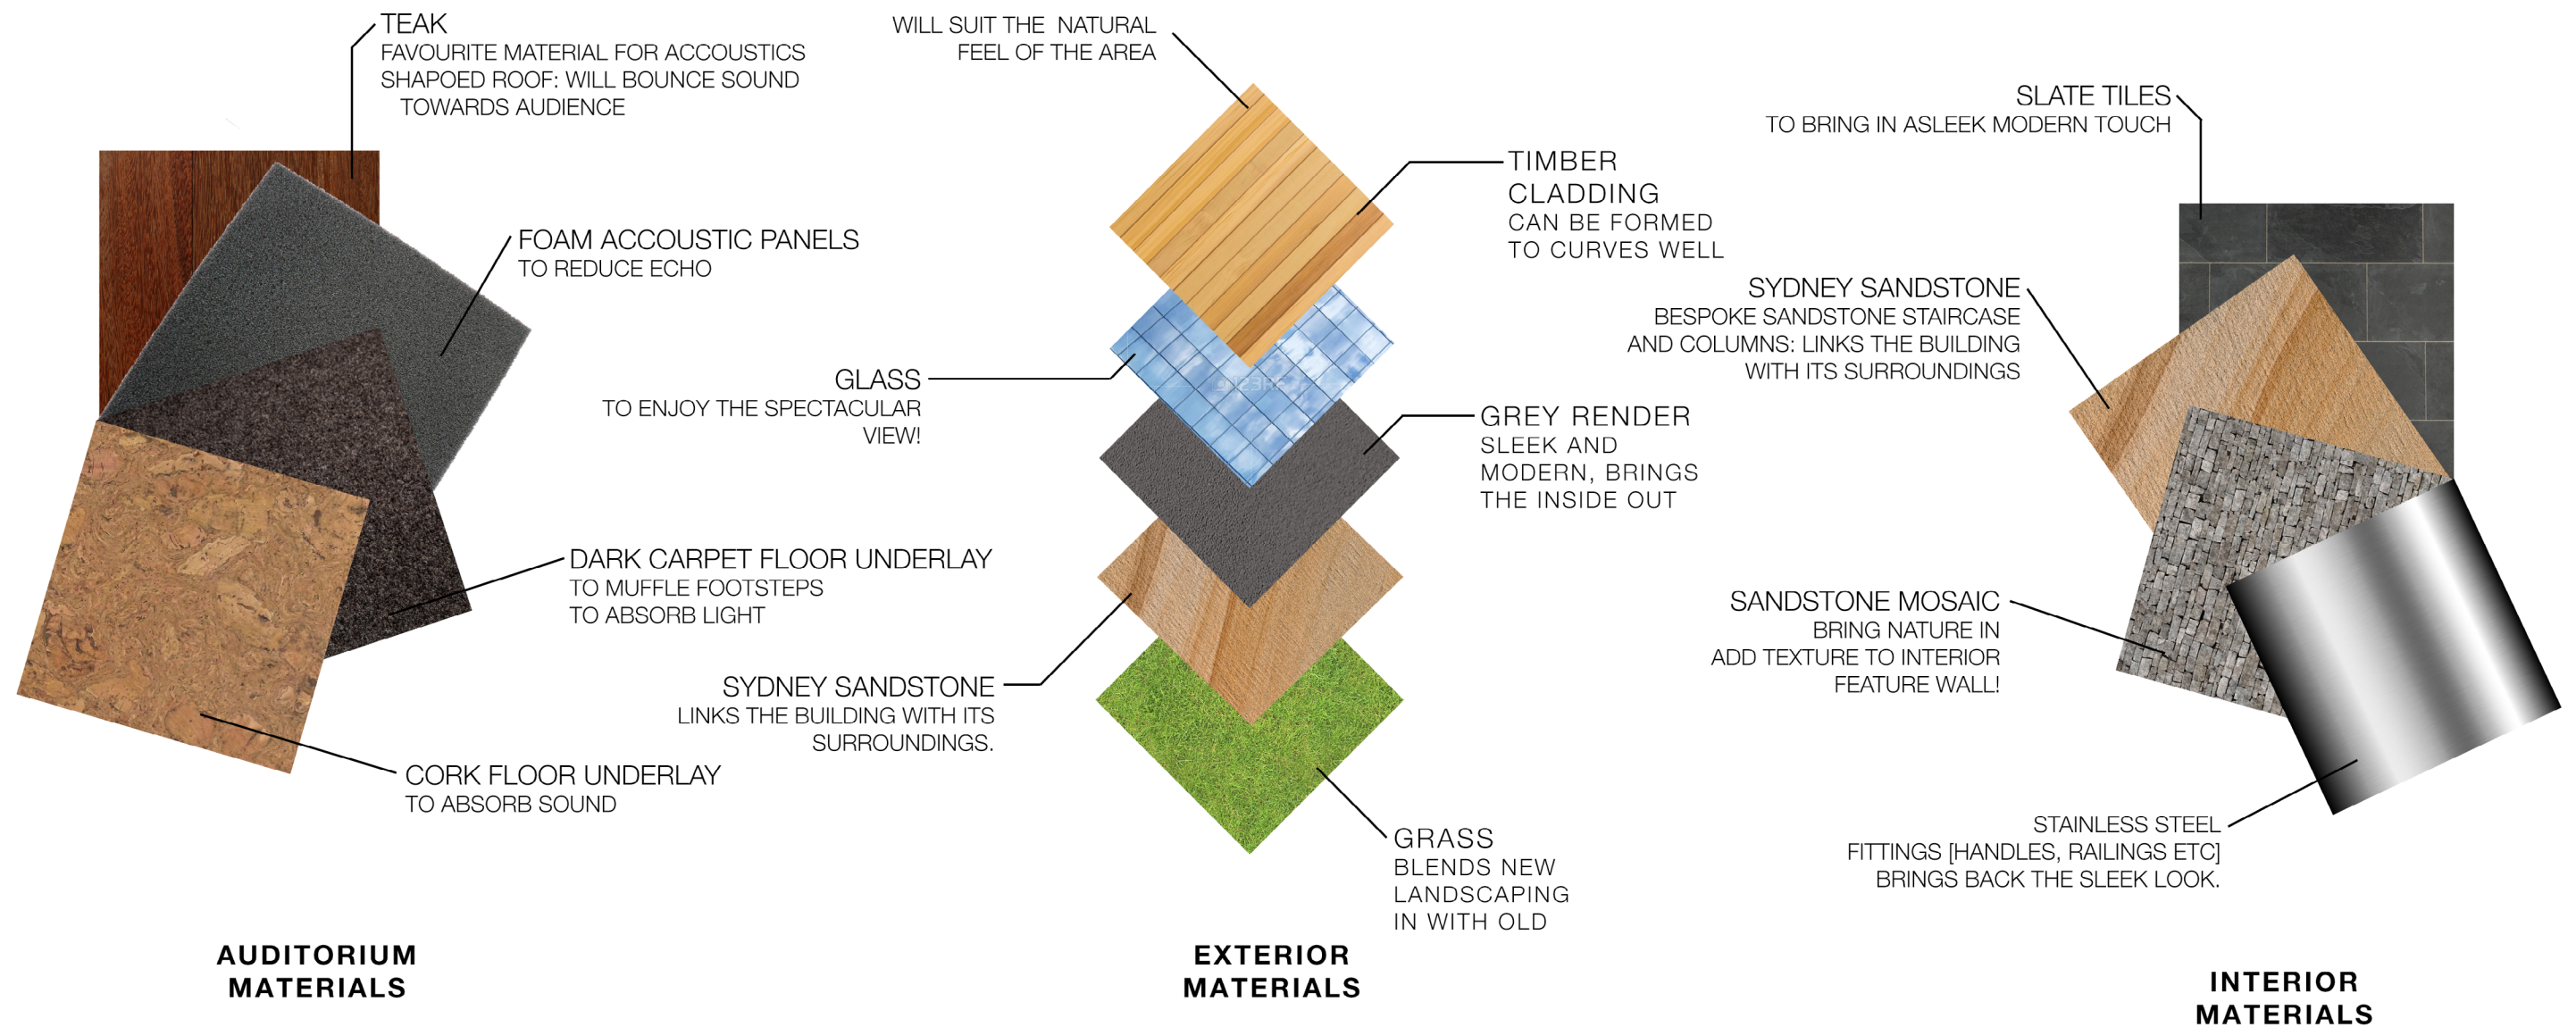 TEAK
FAVOURITE MATERIAL FOR ACCOUSTICS
SHAPOED ROOF: WILL BOUNCE SOUND
TOWARDS AUDIENCE
FOAM ACCOUSTIC PANELS
TO REDUCE ECHO
DARK CARPET FLOOR UNDERLAY
TO MUFFLE FOOTSTEPS
TO ABSORB LIGHT
CORK FLOOR UNDERLAY
TO ABSORB SOUND
AUDITORIUM
MATERIALS
WILL SUIT THE NATURAL
FEEL OF THE AREA
TIMBER
CLADDING
CAN BE FORMED
TO CURVES WELL
GLASS
TO ENJOY THE SPECTACULAR
VIEW!
GREY RENDER
SLEEK AND
MODERN, BRINGS
THE INSIDE OUT
SYDNEY SANDSTONE
LINKS THE BUILDING WITH ITS
SURROUNDINGS.
GRASS
BLENDS NEW
LANDSCAPING
IN WITH OLD
EXTERIOR
MATERIALS
SLATE TILES
TO BRING IN ASLEEK MODERN TOUCH
SYDNEY SANDSTONE
BESPOKE SANDSTONE STAIRCASE
AND COLUMNS: LINKS THE BUILDING
WITH ITS SURROUNDINGS
SANDSTONE MOSAIC
BRING NATURE IN
ADD TEXTURE TO INTERIOR
FEATURE WALL!
STAINLESS STEEL
FITTINGS [HANDLES, RAILINGS ETC]
BRINGS BACK THE SLEEK LOOK.
INTERIOR
MATERIALS